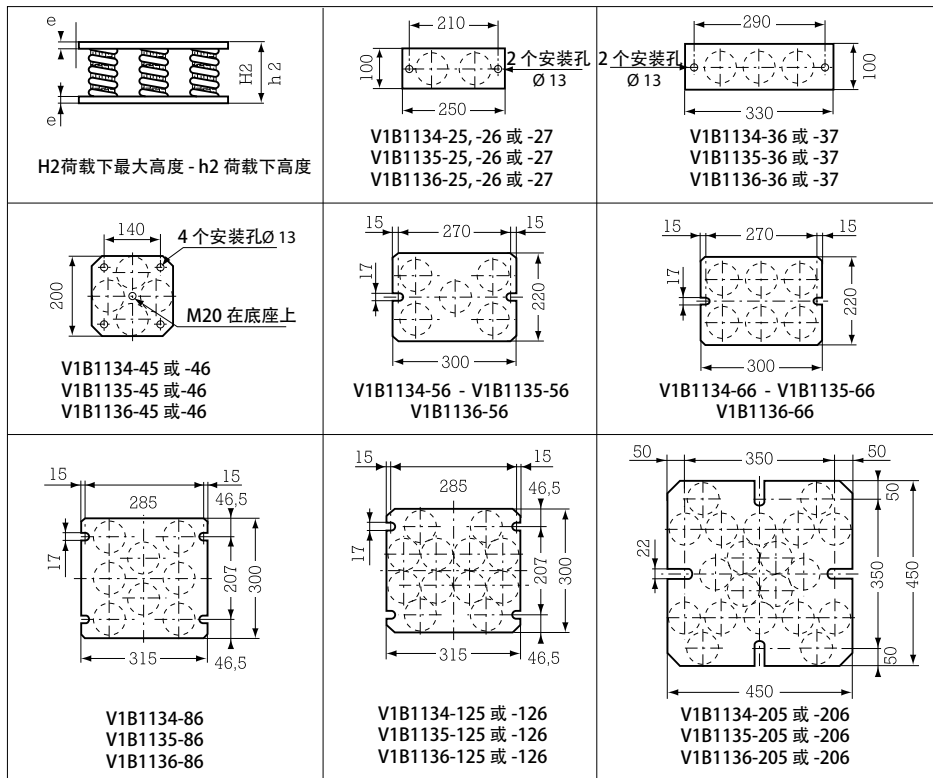 e
e
H2
h 2
H2荷载下最大高度 - h2 荷载下高度
210
100
250
2 个安装孔
Ø 13
V1B1134-25, -26 或 -27
V1B1135-25, -26 或 -27
V1B1136-25, -26 或 -27
290
2 个安装孔
Ø 13
100
330
V1B1134-36 或 -37
V1B1135-36 或 -37
V1B1136-36 或 -37
140
4 个安装孔Ø 13
200
M20 在底座上
V1B1134-45 或 -46
V1B1135-45 或-46
V1B1136-45 或-46
15
270
15
17
220
300
V1B1134-56 - V1B1135-56
V1B1136-56
15
270
15
17
220
300
V1B1134-66 - V1B1135-66
V1B1136-66
15
15
285
46,5
17
207
300
315
46,5
V1B1134-86
V1B1135-86
V1B1136-86
15
15
285
46,5
17
207
300
315
46,5
V1B1134-125 或 -126
V1B1135-125 或 -126
V1B1136-125 或 -126
50
350
50
50
22
350
450
50
450
V1B1134-205 或 -206
V1B1135-205 或 -206
V1B1136-205 或 -206